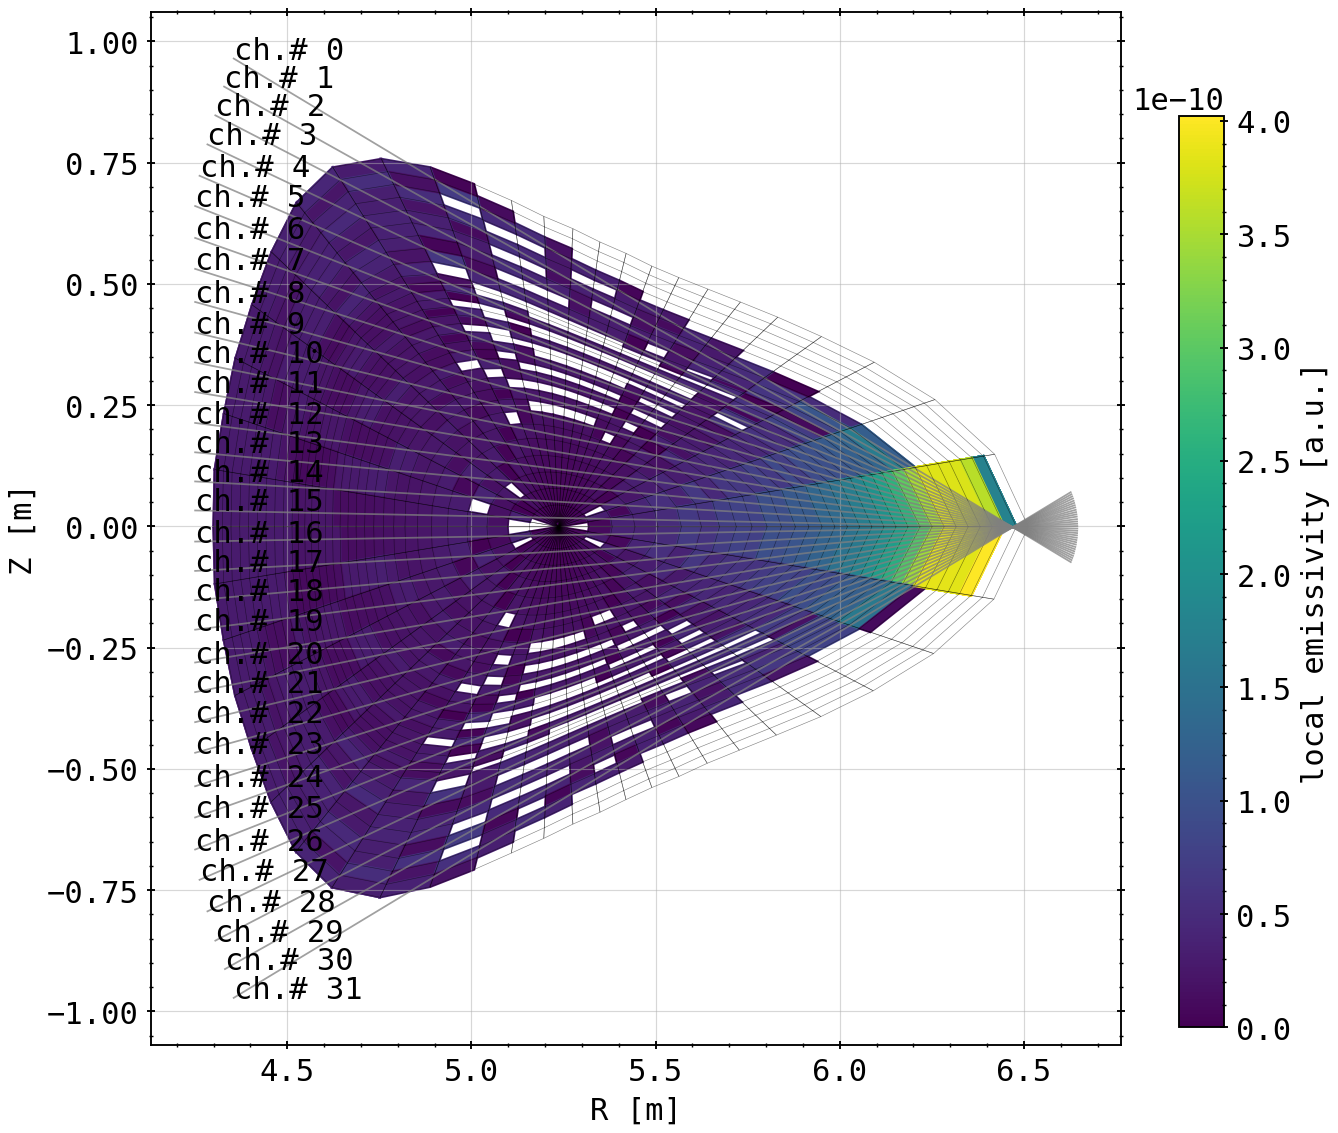 1.00
0.75
0.50
0.25
0.00
−0.25
−0.50
−0.75
−1.00
Z [m]
ch.# 0
ch.# 1
ch.# 2
ch.# 3
ch.# 4
ch.# 5
ch.# 6
ch.# 7
ch.# 8
ch.# 9
ch.# 10
ch.# 11
ch.# 12
ch.# 13
ch.# 14
ch.# 15
ch.# 16
ch.# 17
ch.# 18
ch.# 19
ch.# 20
ch.# 21
ch.# 22
ch.# 23
ch.# 24
ch.# 25
ch.# 26
ch.# 27
ch.# 28
ch.# 29
ch.# 30
ch.# 31
4.5 5.0 5.5 6.0 6.5
R [m]
1e−10
4.0
3.5
3.0
2.5
2.0
1.5
1.0
0.5
0.0
local emissivity [a.u.]